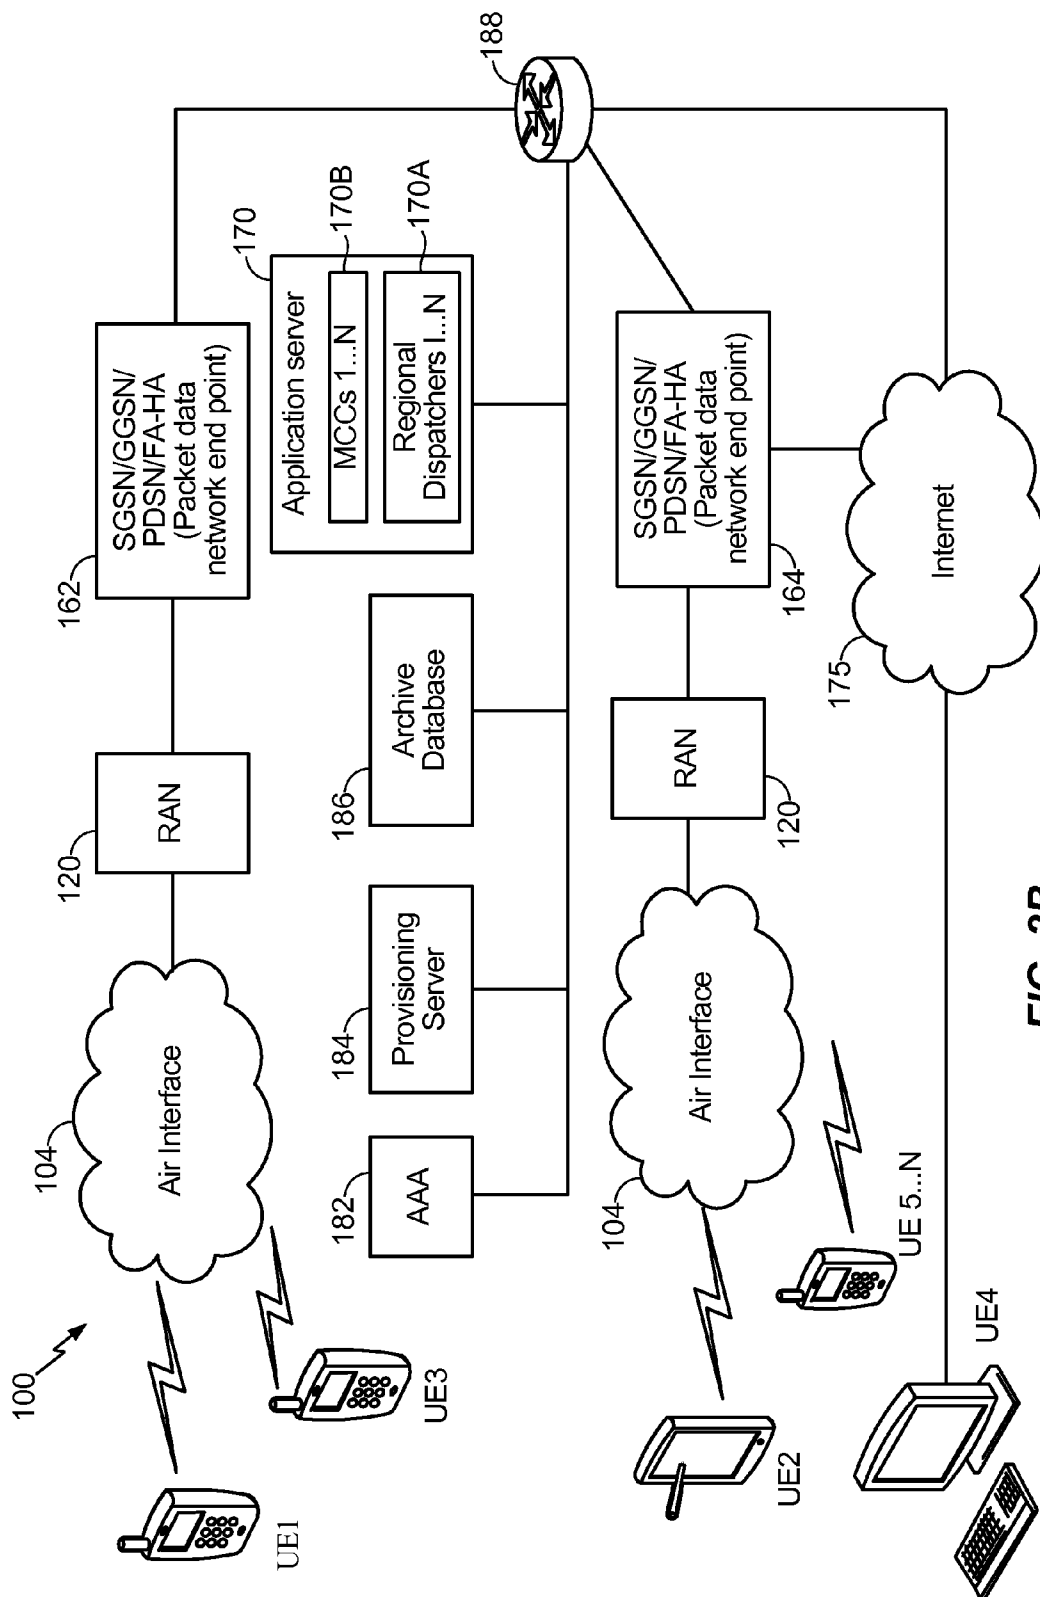 100
104
120
162
UE1
Air Interface
RAN
SGSN/GGSN/
PDSN/FA-HA
(Packet data
network end point)
UE3
170
Application server
170B
MCCs 1...N
170A
Regional
Dispatchers I...N
182
AAA
184
Provisioning
Server
186
Archive
Database
188
104
Air Interface
120
RAN
164
SGSN/GGSN/
PDSN/FA-HA
(Packet data
network end point)
UE2
UE 5...N
175
Internet
UE4
FIG. 2B